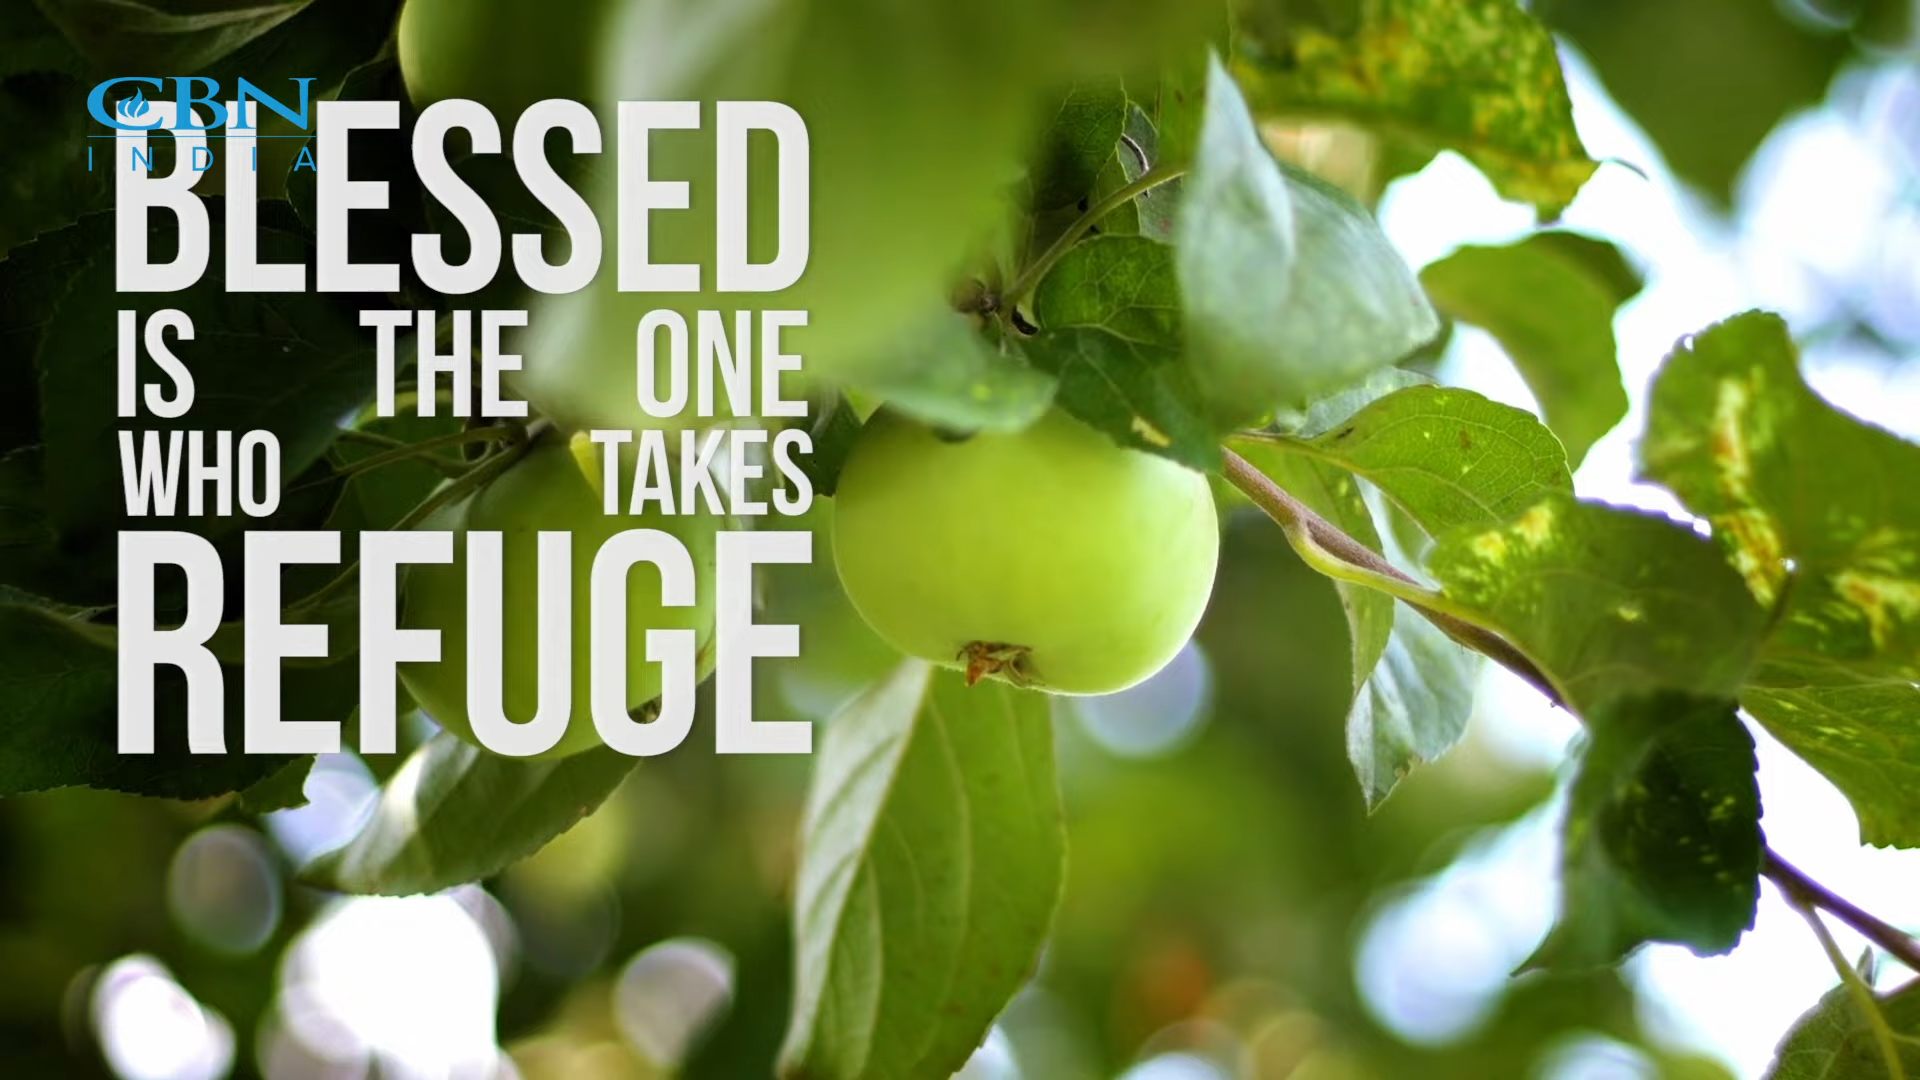 CBN
INDIA
BLESSED
IS THE ONE
WHO TAKES
REFUGE